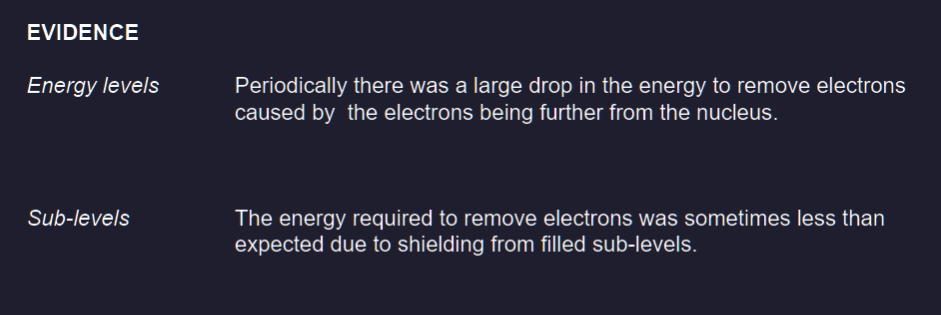 EVIDENCE
Energy levels Periodically there was a large drop in the energy to remove electrons
caused by  the electrons being further from the nucleus.
Sub-levels The energy required to remove electrons was sometimes less than
expected due to shielding from filled sub-levels.